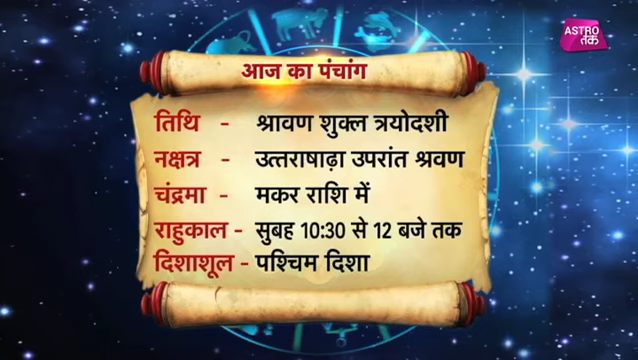 ASTRO
तक
आज का पंचांग
तिथि - श्रावण शुक्ल त्रयोदशी
नक्षत्र - उत्तराषाढ़ा उपरांत श्रवण
चंद्रमा - मकर राशि में
राहुकाल - सुबह 10:30 से 12 बजे तक
दिशाशूल - पश्चिम दिशा